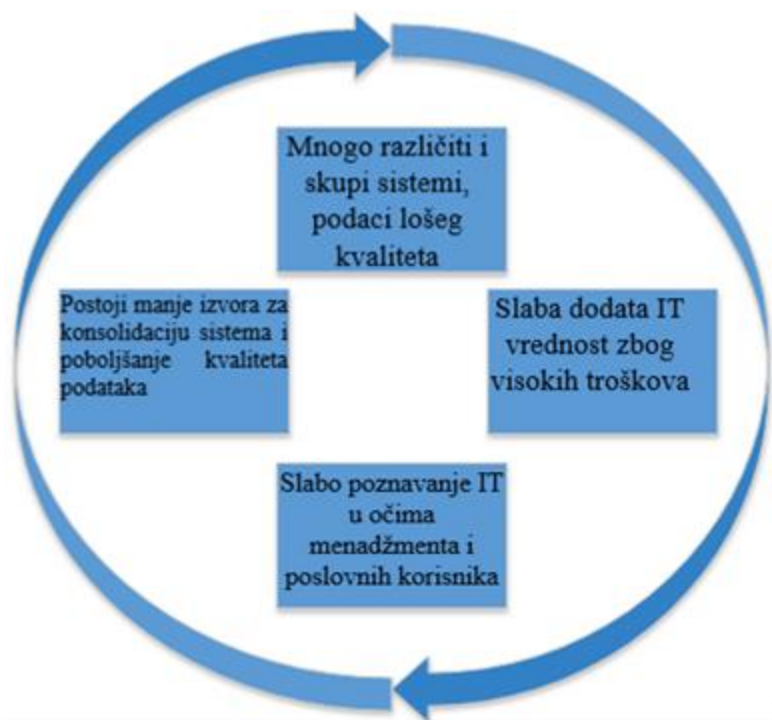 Mnogo različiti i
skupi sistemi,
podaci lošeg
kvaliteta
Postoji manje izvora za
konsolidaciju sistema i
poboljšanje kvaliteta
podataka
Slaba dodata IT
vrednost zbog
visokih troškova
Slabo poznavanje IT
u očima
menadžmenta i
poslovnih korisnika